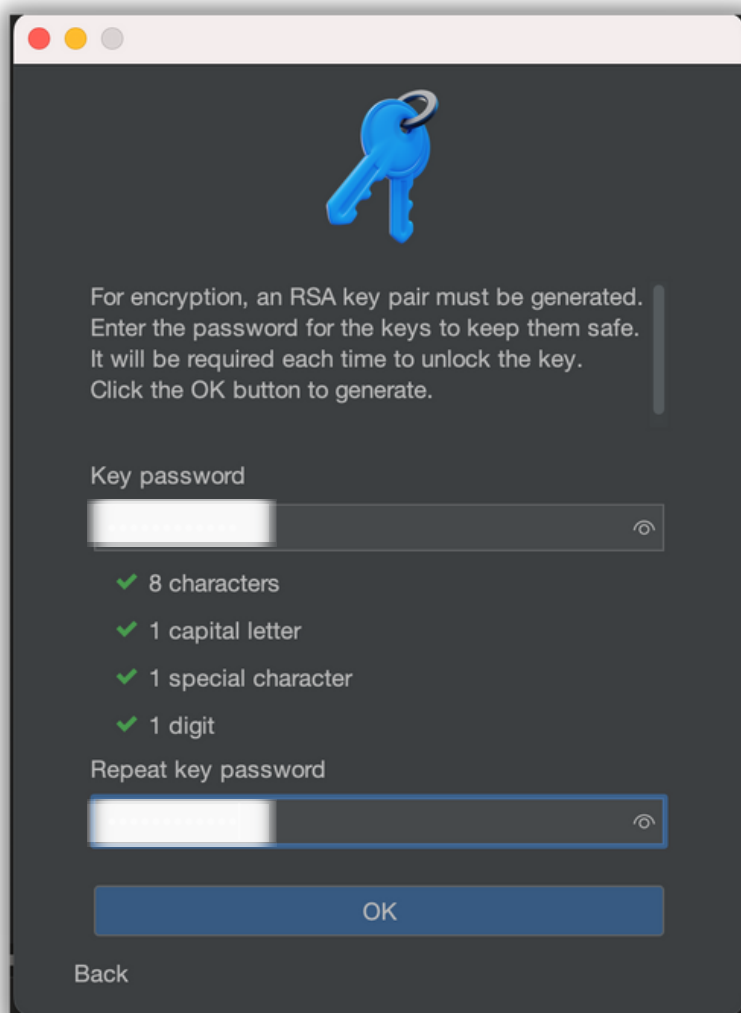 For encryption, an RSA key pair must be generated.
Enter the password for the keys to keep them safe.
It will be required each time to unlock the key.
Click the OK button to generate.
Key password
8 characters
1 capital letter
1 special character
1 digit
Repeat key password
OK
Back